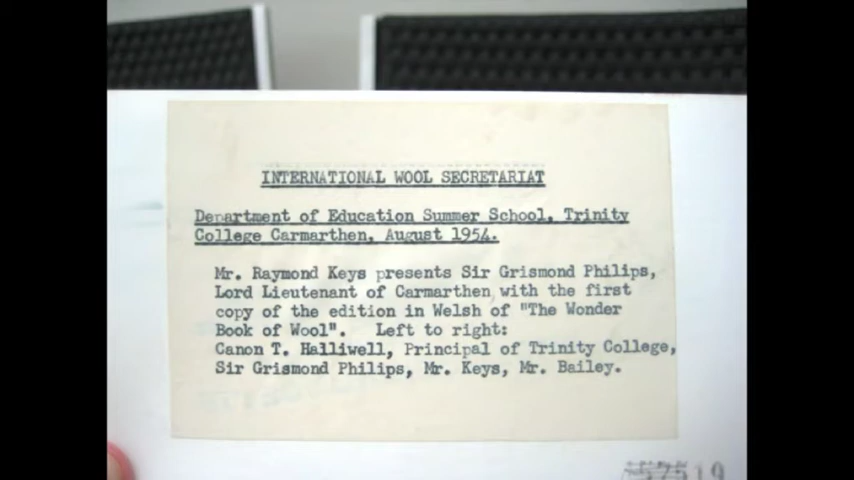 INTERNATIONAL WOOL SECRETARIAT
Department of Education Summer School, Trinity
College Carmarthen, August 1954.
Mr. Raymond Keys presents Sir Grismond Philips,
Lord Lieutenant of Carmarthen with the first
copy of the edition in Welsh of "The Wonder
Book of Wool". Left to right:
Canon T. Halliwell, Principal of Trinity College,
Sir Grismond Philips, Mr. Keys, Mr. Bailey.